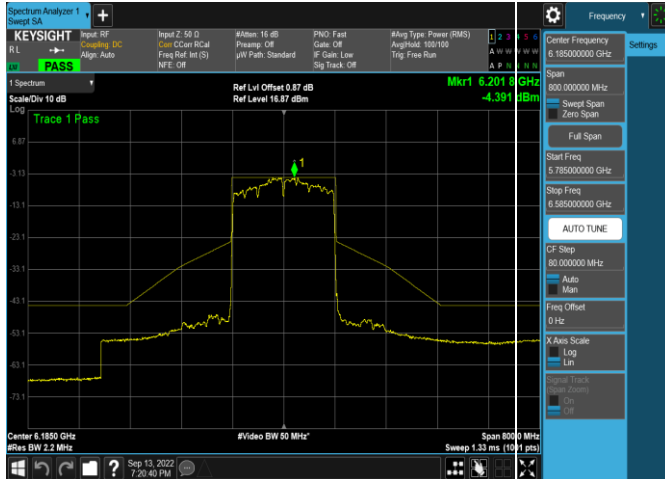 Spectrum Analyzer 1
Swept SA
Frequency
KEYSIGHT
Input: RF
Coupling: DC
Align: Auto
Input Z: 50 Ω
Corr CCorr RCal
Freq Ref: Int (S)
NFE: Off
#Atten: 16 dB
Preamp: Off
µW Path: Standard
PNO: Fast
Gate: Off
IF Gain: Low
Sig Track: Off
#Avg Type: Power (RMS)
Avg|Hold: 100/100
Trig: Free Run
1 2 3 4 5 6
A W W W W W
A P N N N N
R L
PASS
1 Spectrum
Scale/Div 10 dB
Log
Ref Lvl Offset 0.87 dB
Ref Level 16.87 dBm
Mkr1 6.201 8 GHz
-4.391 dBm
Trace 1 Pass
1
6.87
-3.13
-13.1
-23.1
-33.1
-43.1
-53.1
-63.1
-73.1
Center 6.1850 GHz
#Res BW 2.2 MHz
#Video BW 50 MHz*
Span 800.0 MHz
Sweep 1.33 ms (1001 pts)
Sep 13, 2022
7:20:40 PM
Center Frequency
6.185000000 GHz
Settings
Span
800.000000 MHz
Swept Span
Zero Span
Full Span
Start Freq
5.785000000 GHz
Stop Freq
6.585000000 GHz
AUTO TUNE
CF Step
80.000000 MHz
Auto
Man
Freq Offset
0 Hz
X Axis Scale
Log
Lin
Signal Track
(Span Zoom)
On
Off